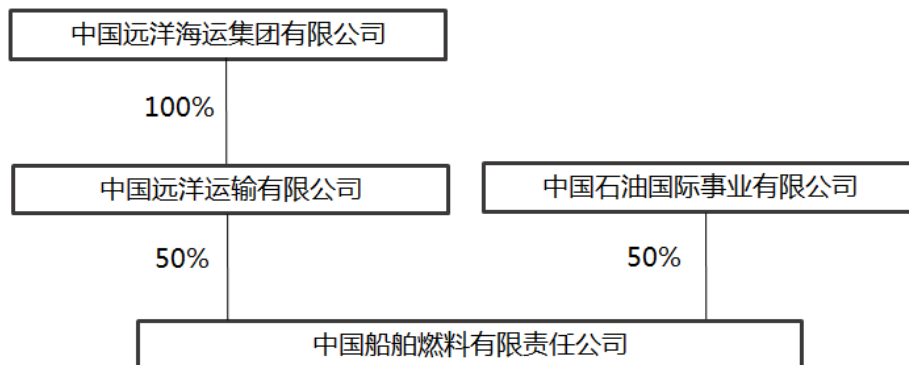 中国远洋海运集团有限公司
100%
中国远洋运输有限公司
中国石油国际事业有限公司
50%
50%
中国船舶燃料有限责任公司